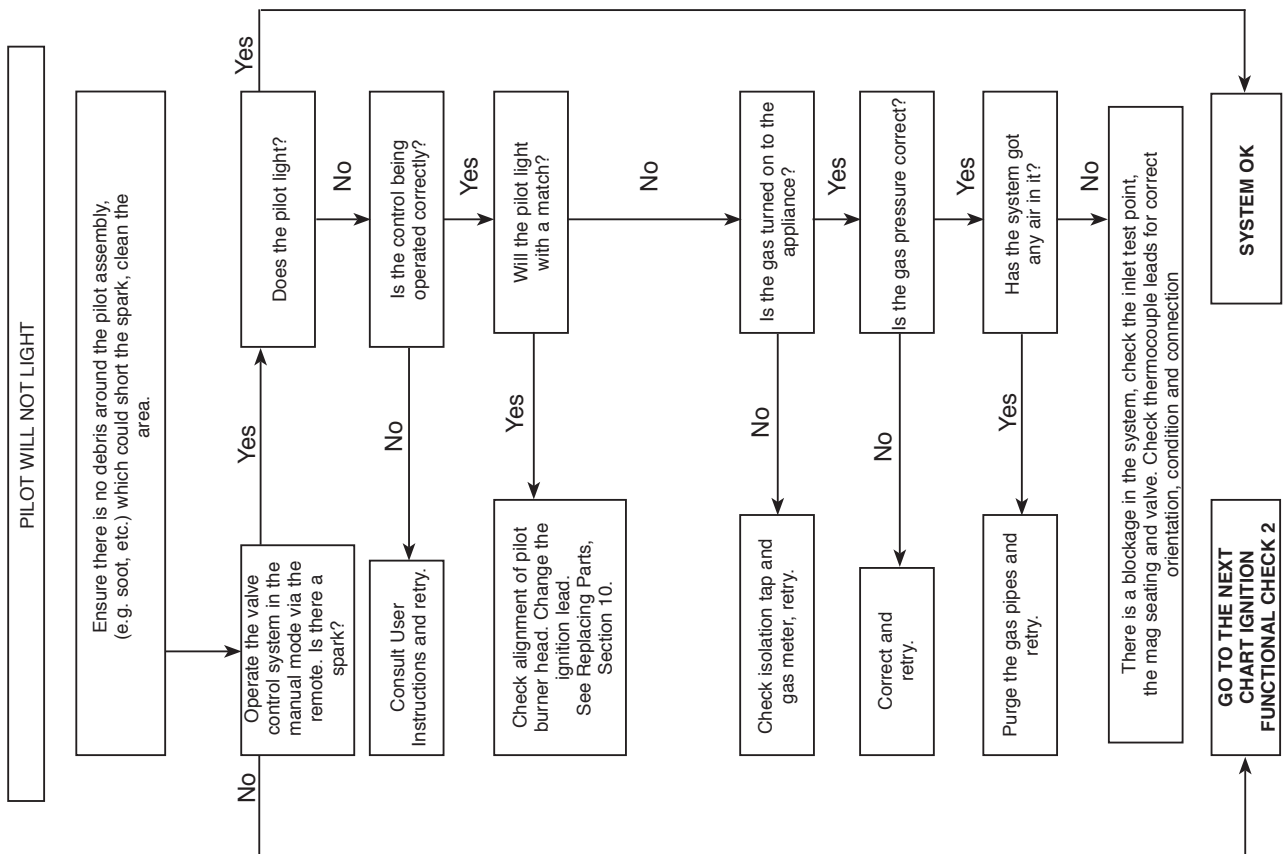 PILOT WILL NOT LIGHT
Ensure there is no debris around the pilot assembly,
(e.g. soot, etc.) which could short the spark, clean the
area.
Operate the valve
control system in the
manual mode via the
remote. Is there a
spark?
No
Yes
Does the pilot light?
Yes
No
Consult User
Instructions and retry.
No
Is the control being
operated correctly?
Yes
Check alignment of pilot
burner head. Change the
ignition lead.
See Replacing Parts,
Section 10.
Yes
Will the pilot light
with a match?
No
Check isolation tap and
gas meter, retry.
No
Is the gas turned on to the
appliance?
Yes
Correct and
retry.
No
Is the gas pressure correct?
Yes
Purge the gas pipes and
retry.
Yes
Has the system got
any air in it?
No
There is a blockage in the system, check the inlet test point,
the mag seating and valve. Check thermocouple leads for correct
orientation, condition and connection
GO TO THE NEXT
CHART IGNITION
FUNCTIONAL CHECK 2
SYSTEM OK